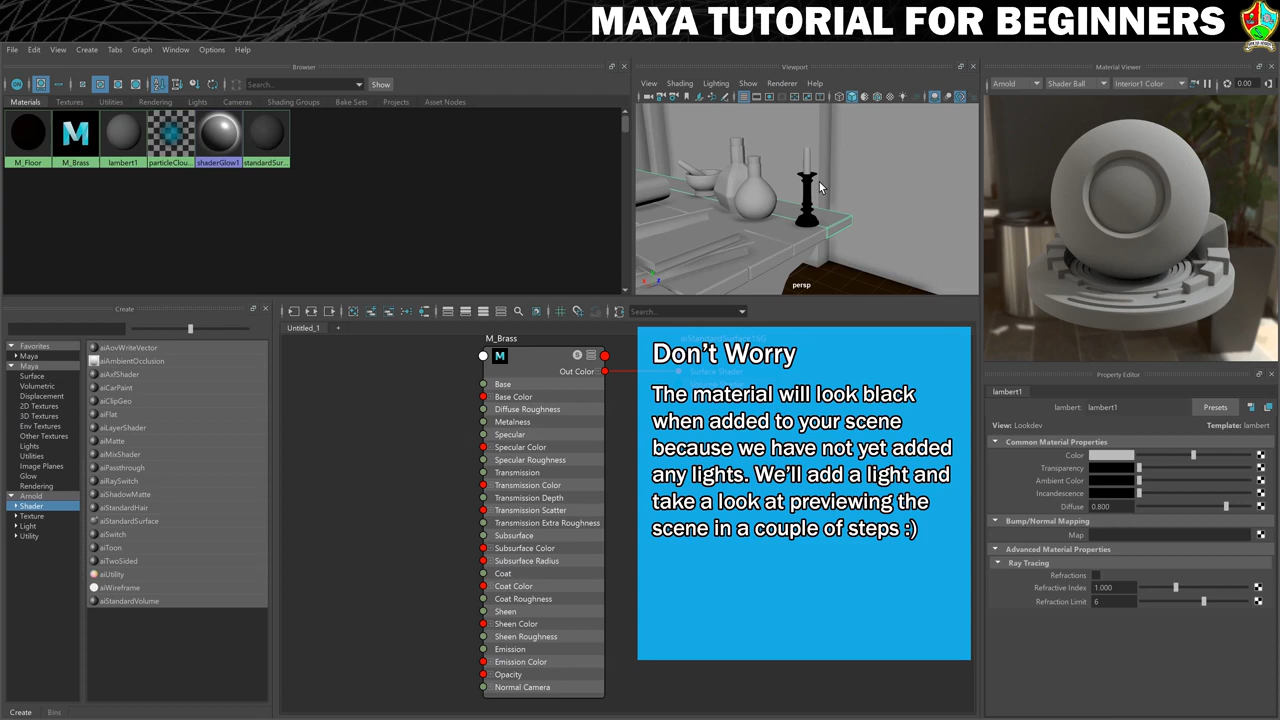 MAYA TUTORIAL FOR BEGINNERS
File Edit View Create Tabs Graph Window Options Help
Browser
Search...
Show
Materials Textures Utilities Rendering Lights Cameras Shading Groups Bake Sets Projects Asset Nodes
M_Floor M_Brass lambert1 particleClou... shaderGlow1 standardSur...
Viewport
View Shading Lighting Show Renderer Panels Help
persp
Material Viewer
Arnold Shader Ball Interior1 Color 0.00
Create
Favorites
Maya
Maya
Surface
Volumetric
Displacement
2D Textures
3D Textures
Env Textures
Other Textures
Lights
Utilities
Image Planes
Glow
Rendering
Arnold
Shader
Texture
Light
Utility
aiAovWriteVector
aiAmbientOcclusion
aiAxfShader
aiCarPaint
aiClipGeo
aiFlat
aiLayerShader
aiMatte
aiMixShader
aiPassthrough
aiRaySwitch
aiShadowMatte
aiStandardHair
aiStandardSurface
aiSwitch
aiToon
aiTwoSided
aiUtility
aiWireframe
aiStandardVolume
Create Bins
Search...
Untitled_1 +
M_Brass
Out Color
Base
Base Color
Diffuse Roughness
Metalness
Specular
Specular Color
Specular Roughness
Transmission
Transmission Color
Transmission Depth
Transmission Scatter
Transmission Extra Roughness
Subsurface
Subsurface Color
Subsurface Radius
Coat
Coat Color
Coat Roughness
Sheen
Sheen Color
Sheen Roughness
Emission
Emission Color
Opacity
Normal Camera
aiStandardSurface1SG
Surface Shader
Volume Shader
Don't Worry
The material will look black
when added to your scene
because we have not yet added
any lights. We'll add a light and
take a look at previewing the
scene in a couple of steps :)
Property Editor
lambert1
lambert: lambert1
Presets
View: Lookdev Template: lambert
Common Material Properties
Color
Transparency
Ambient Color
Incandescence
Diffuse 0.800
Bump/Normal Mapping
Map
Advanced Material Properties
Ray Tracing
Refractions
Refractive Index 1.000
Refraction Limit 6